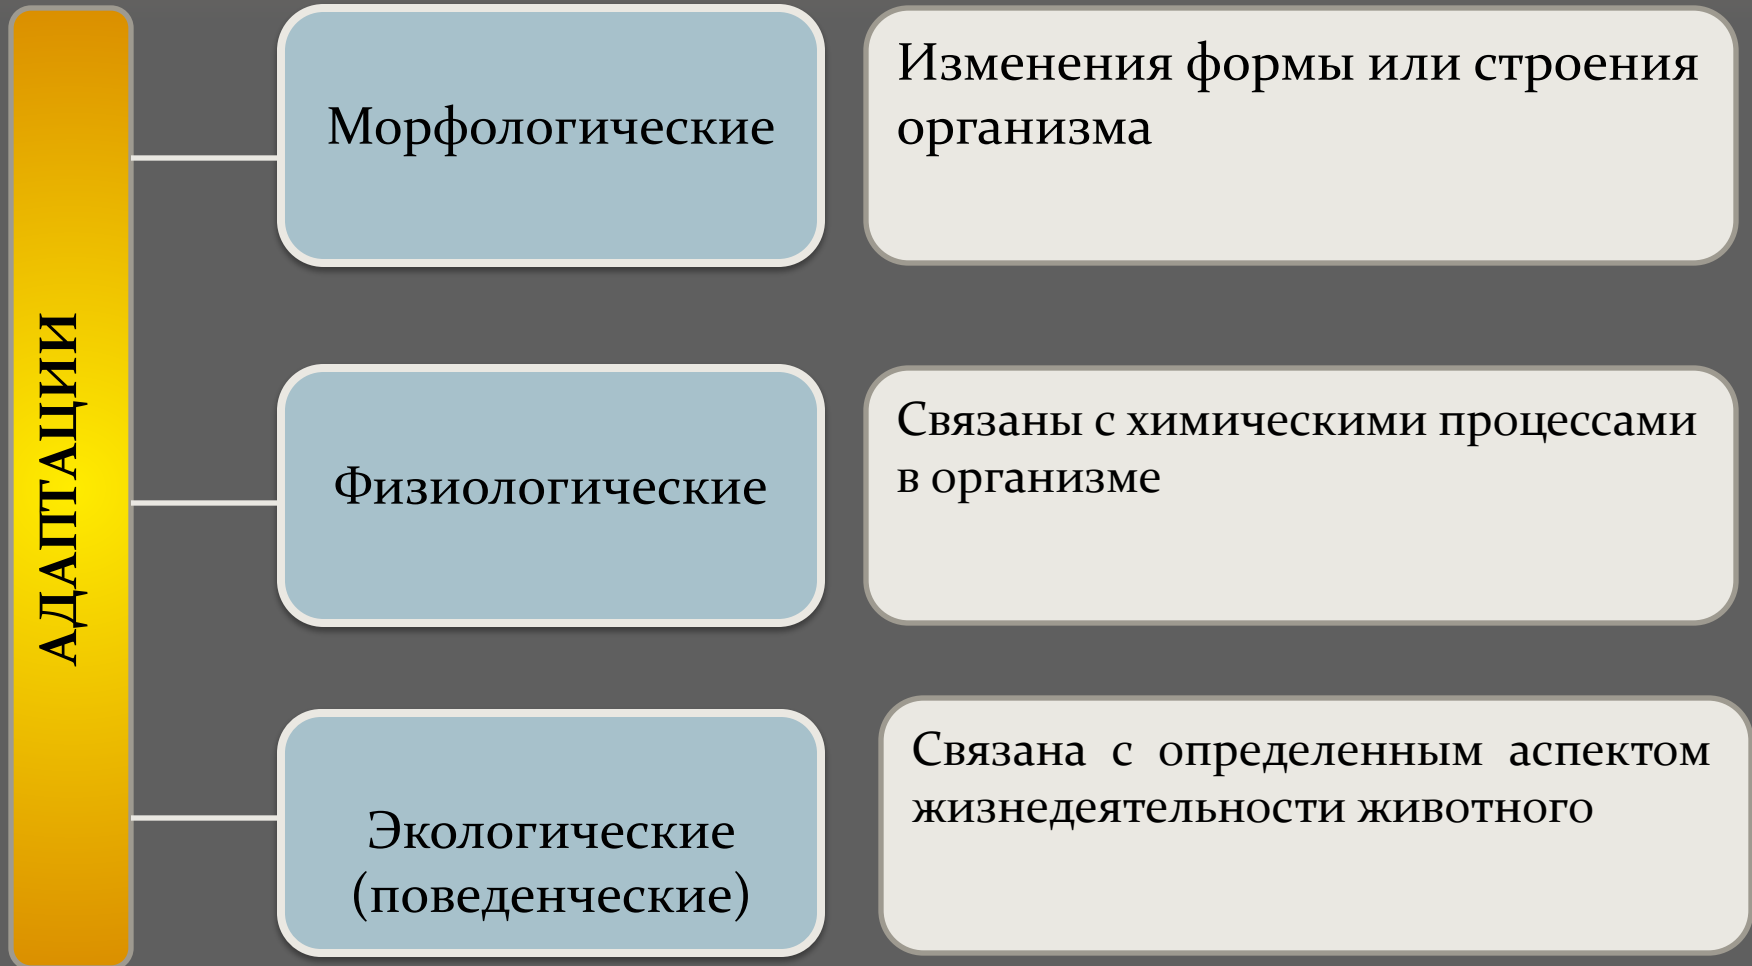 АДАПТАЦИИ
Морфологические
Изменения формы или строения
организма
Физиологические
Связаны с химическими процессами
в организме
Экологические
(поведенческие)
Связана с определенным аспектом
жизнедеятельности животного